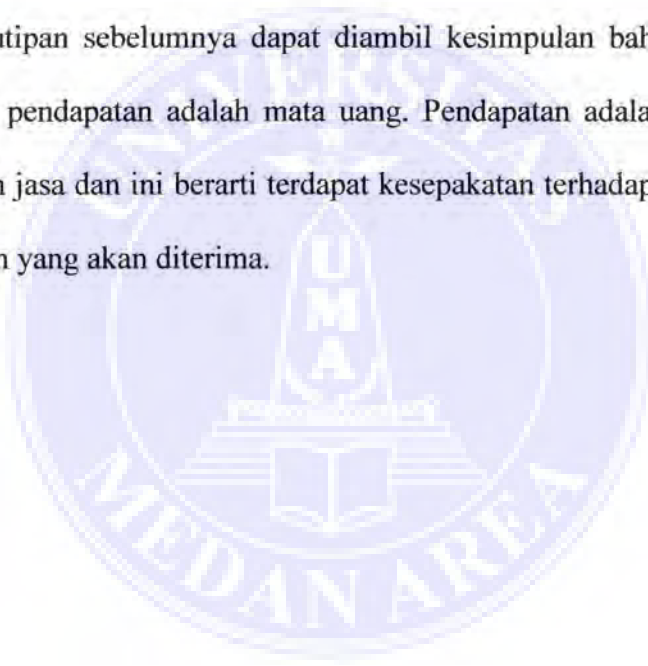 utipan sebelumnya dapat diambil kesimpulan bah
pendapatan adalah mata uang. Pendapatan adala
n jasa dan ini berarti terdapat kesepakatan terhadap
n yang akan diterima.
UNIVERSITAS
UMA
MEDAN AREA